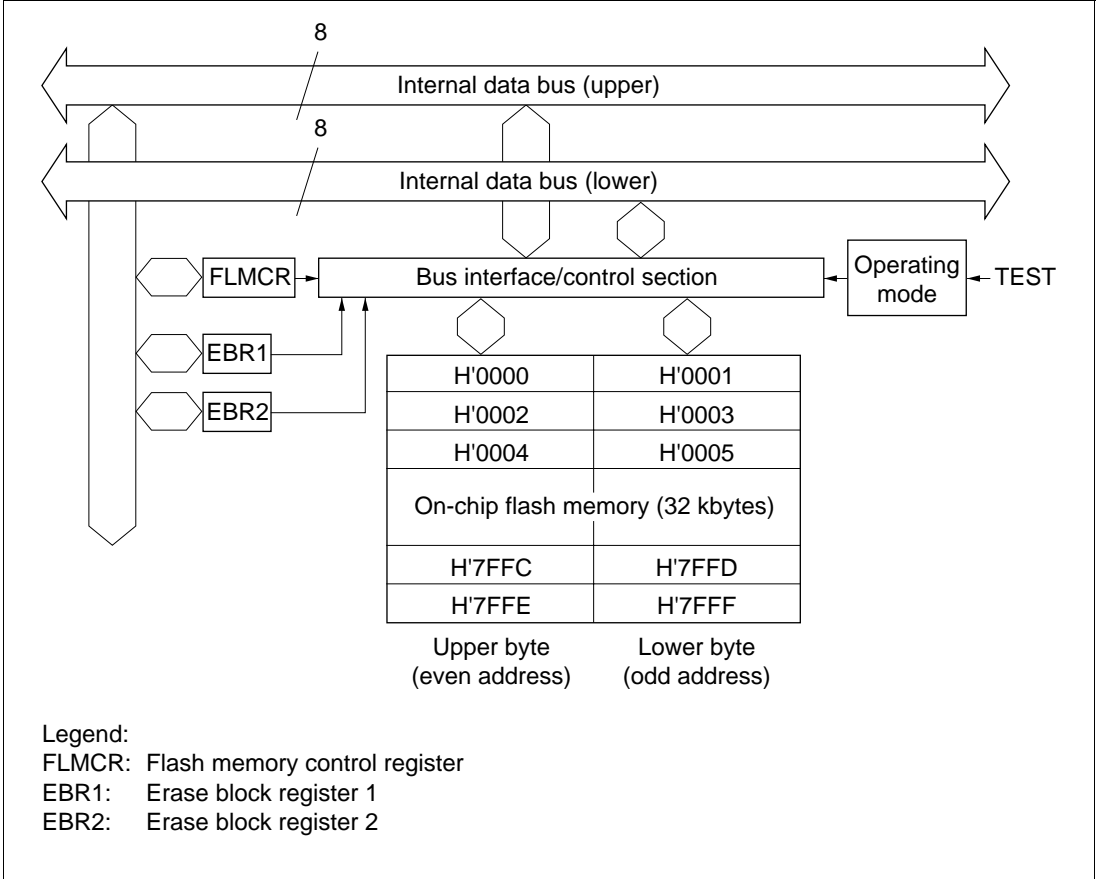 8
Internal data bus (upper)
8
Internal data bus (lower)
FLMCR
Bus interface/control section
Operating
mode
TEST
EBR1
EBR2
H'0000 H'0001
H'0002 H'0003
H'0004 H'0005
On-chip flash memory (32 kbytes)
H'7FFC H'7FFD
H'7FFE H'7FFF
Upper byte
(even address)
Lower byte
(odd address)
Legend:
FLMCR: Flash memory control register
EBR1: Erase block register 1
EBR2: Erase block register 2